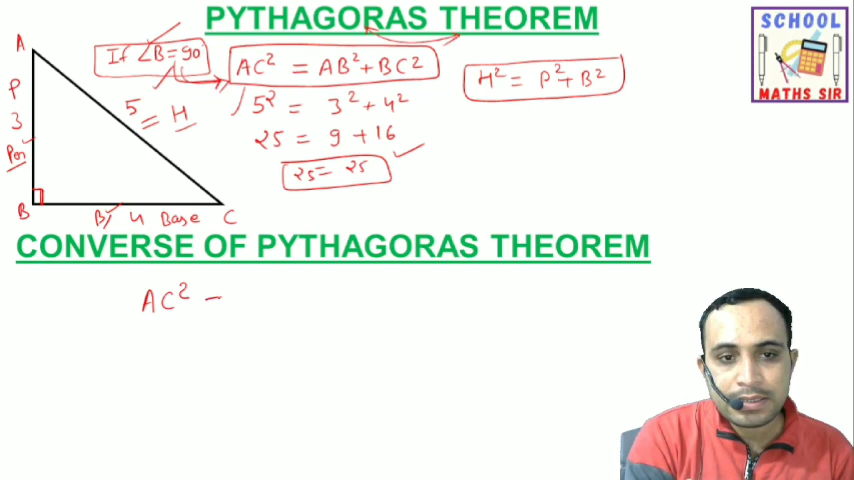 PYTHAGORAS THEOREM
SCHOOL
MATHS SIR
A
If ∠B=90°
AC² = AB²+BC²
H² = P²+B²
P
3
Per
5
H
5² = 3²+4²
25 = 9+16
25 = 25
B
B, 4 Base C
CONVERSE OF PYTHAGORAS THEOREM
AC² –